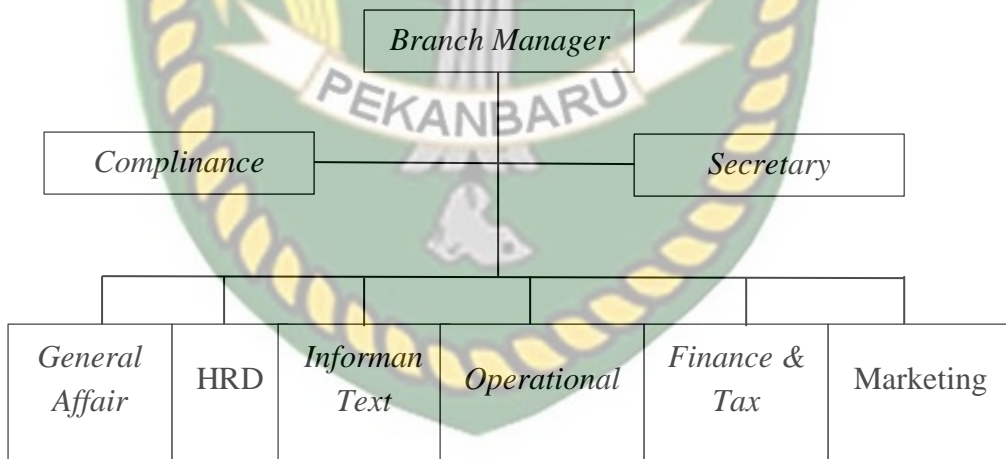 Branch Manager
PEKANBARU
Complinance
Secretary
General
Affair
HRD
Informan
Text
Operational
Finance &
Tax
Marketing